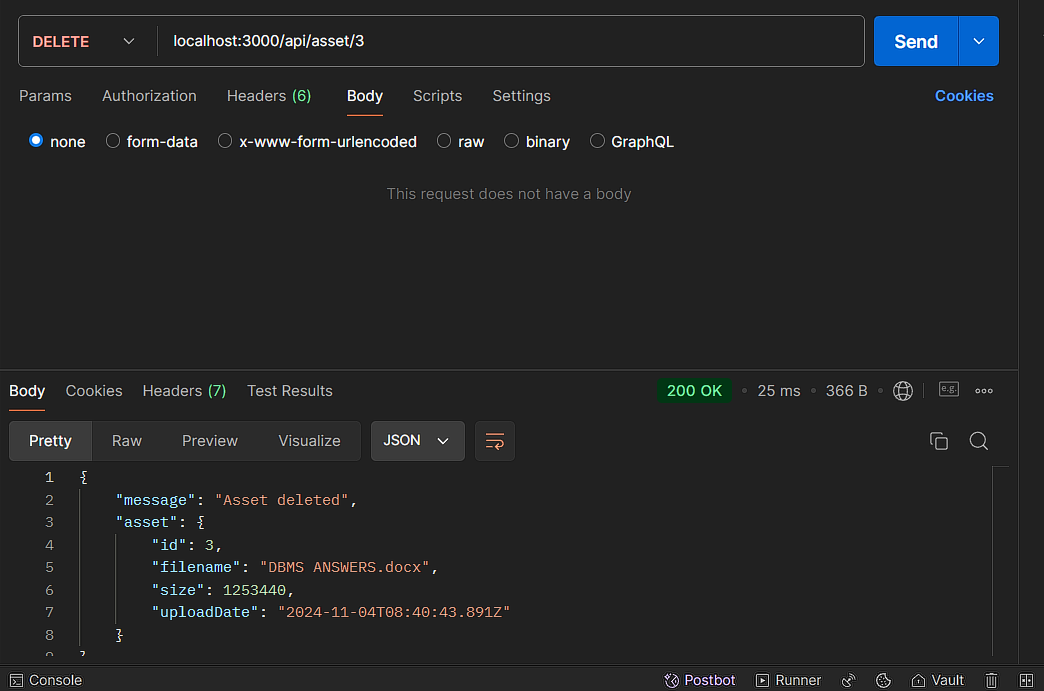 DELETE localhost:3000/api/asset/3 Send
Params Authorization Headers (6) Body Scripts Settings Cookies
none form-data x-www-form-urlencoded raw binary GraphQL
This request does not have a body
Body Cookies Headers (7) Test Results 200 OK • 25 ms • 366 B • e.g.
Pretty Raw Preview Visualize JSON
1 {
2 "message": "Asset deleted",
3 "asset": {
4 "id": 3,
5 "filename": "DBMS ANSWERS.docx",
6 "size": 1253440,
7 "uploadDate": "2024-11-04T08:40:43.891Z"
8 }
9 }
Console Postbot Runner Vault